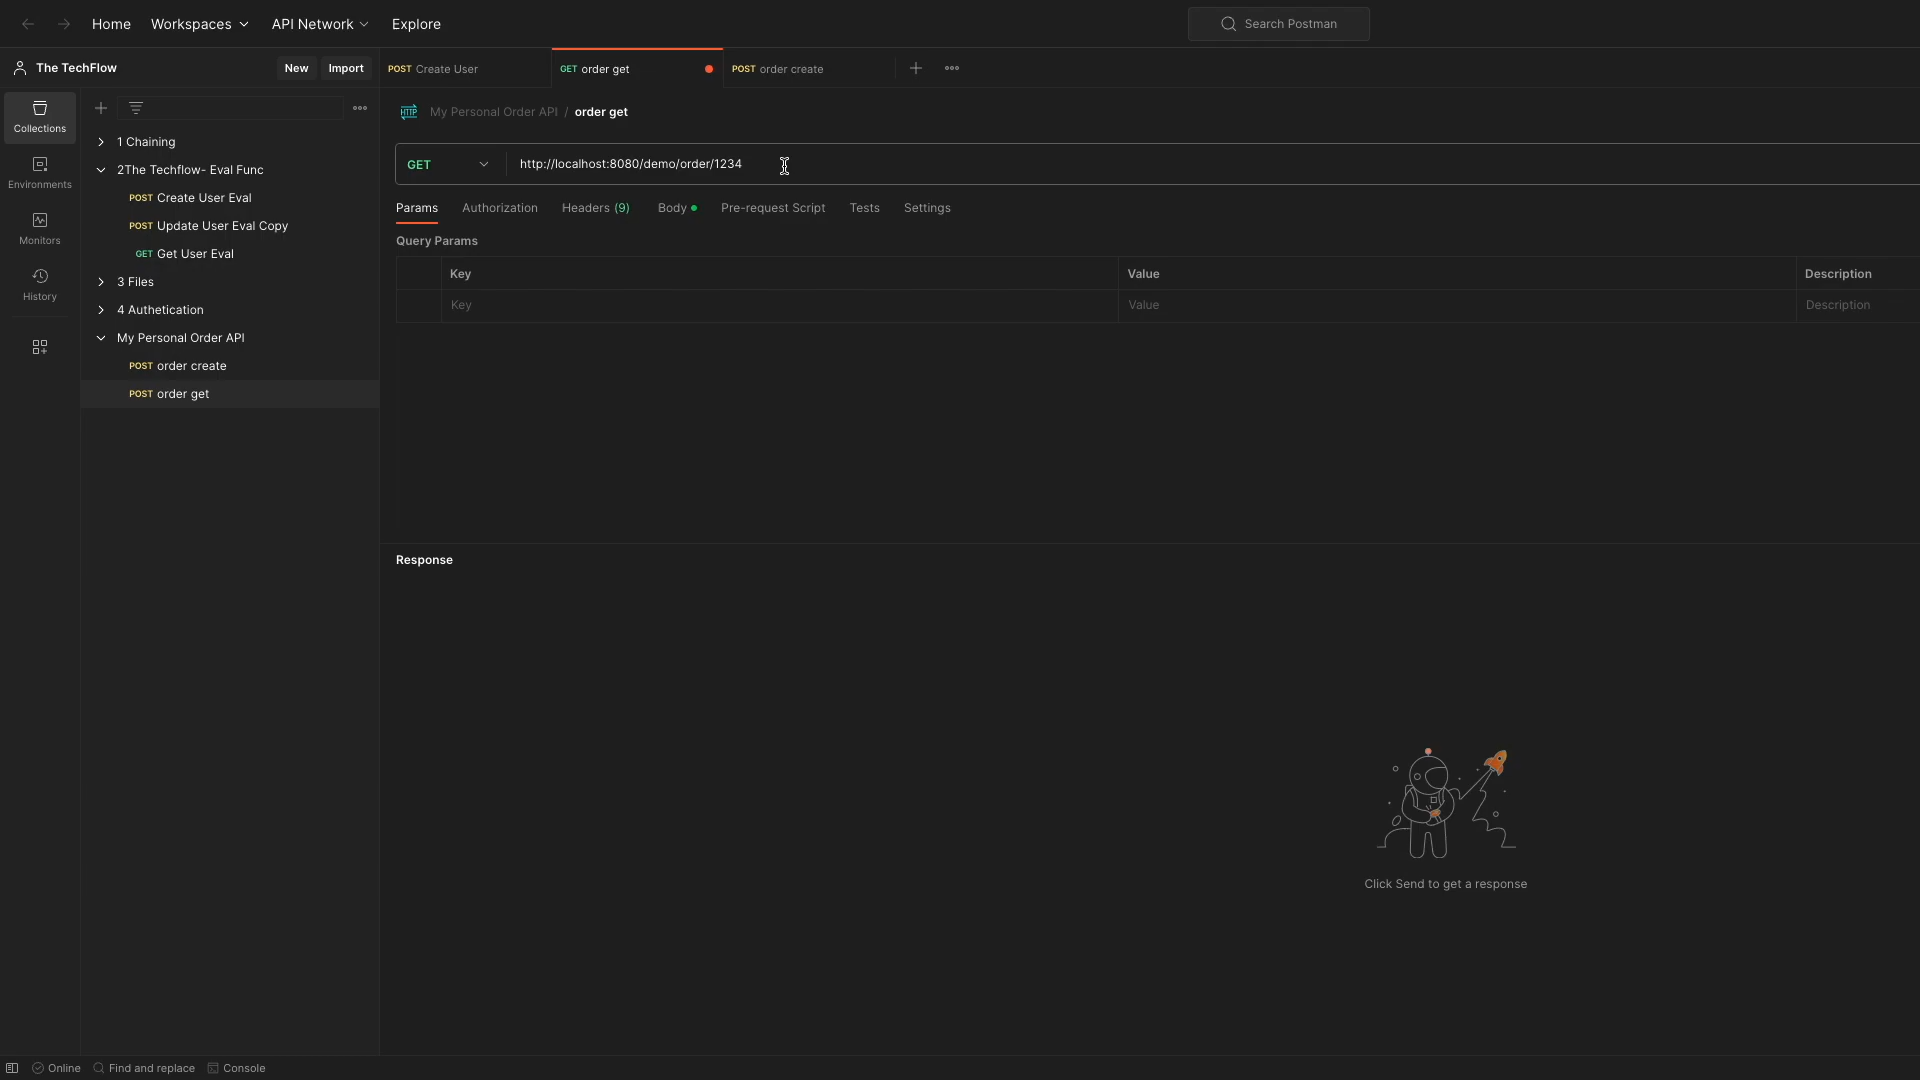 Home Workspaces API Network Explore Search Postman
The TechFlow New Import
POST Create User GET order get POST order create
Collections
Environments
Monitors
History
1 Chaining
2The Techflow- Eval Func
POST Create User Eval
POST Update User Eval Copy
GET Get User Eval
3 Files
4 Authetication
My Personal Order API
POST order create
POST order get
HTTP My Personal Order API / order get
GET http://localhost:8080/demo/order/1234
Params Authorization Headers (9) Body Pre-request Script Tests Settings
Query Params
Key Value Description
Key Value Description
Response
Click Send to get a response
Online Find and replace Console